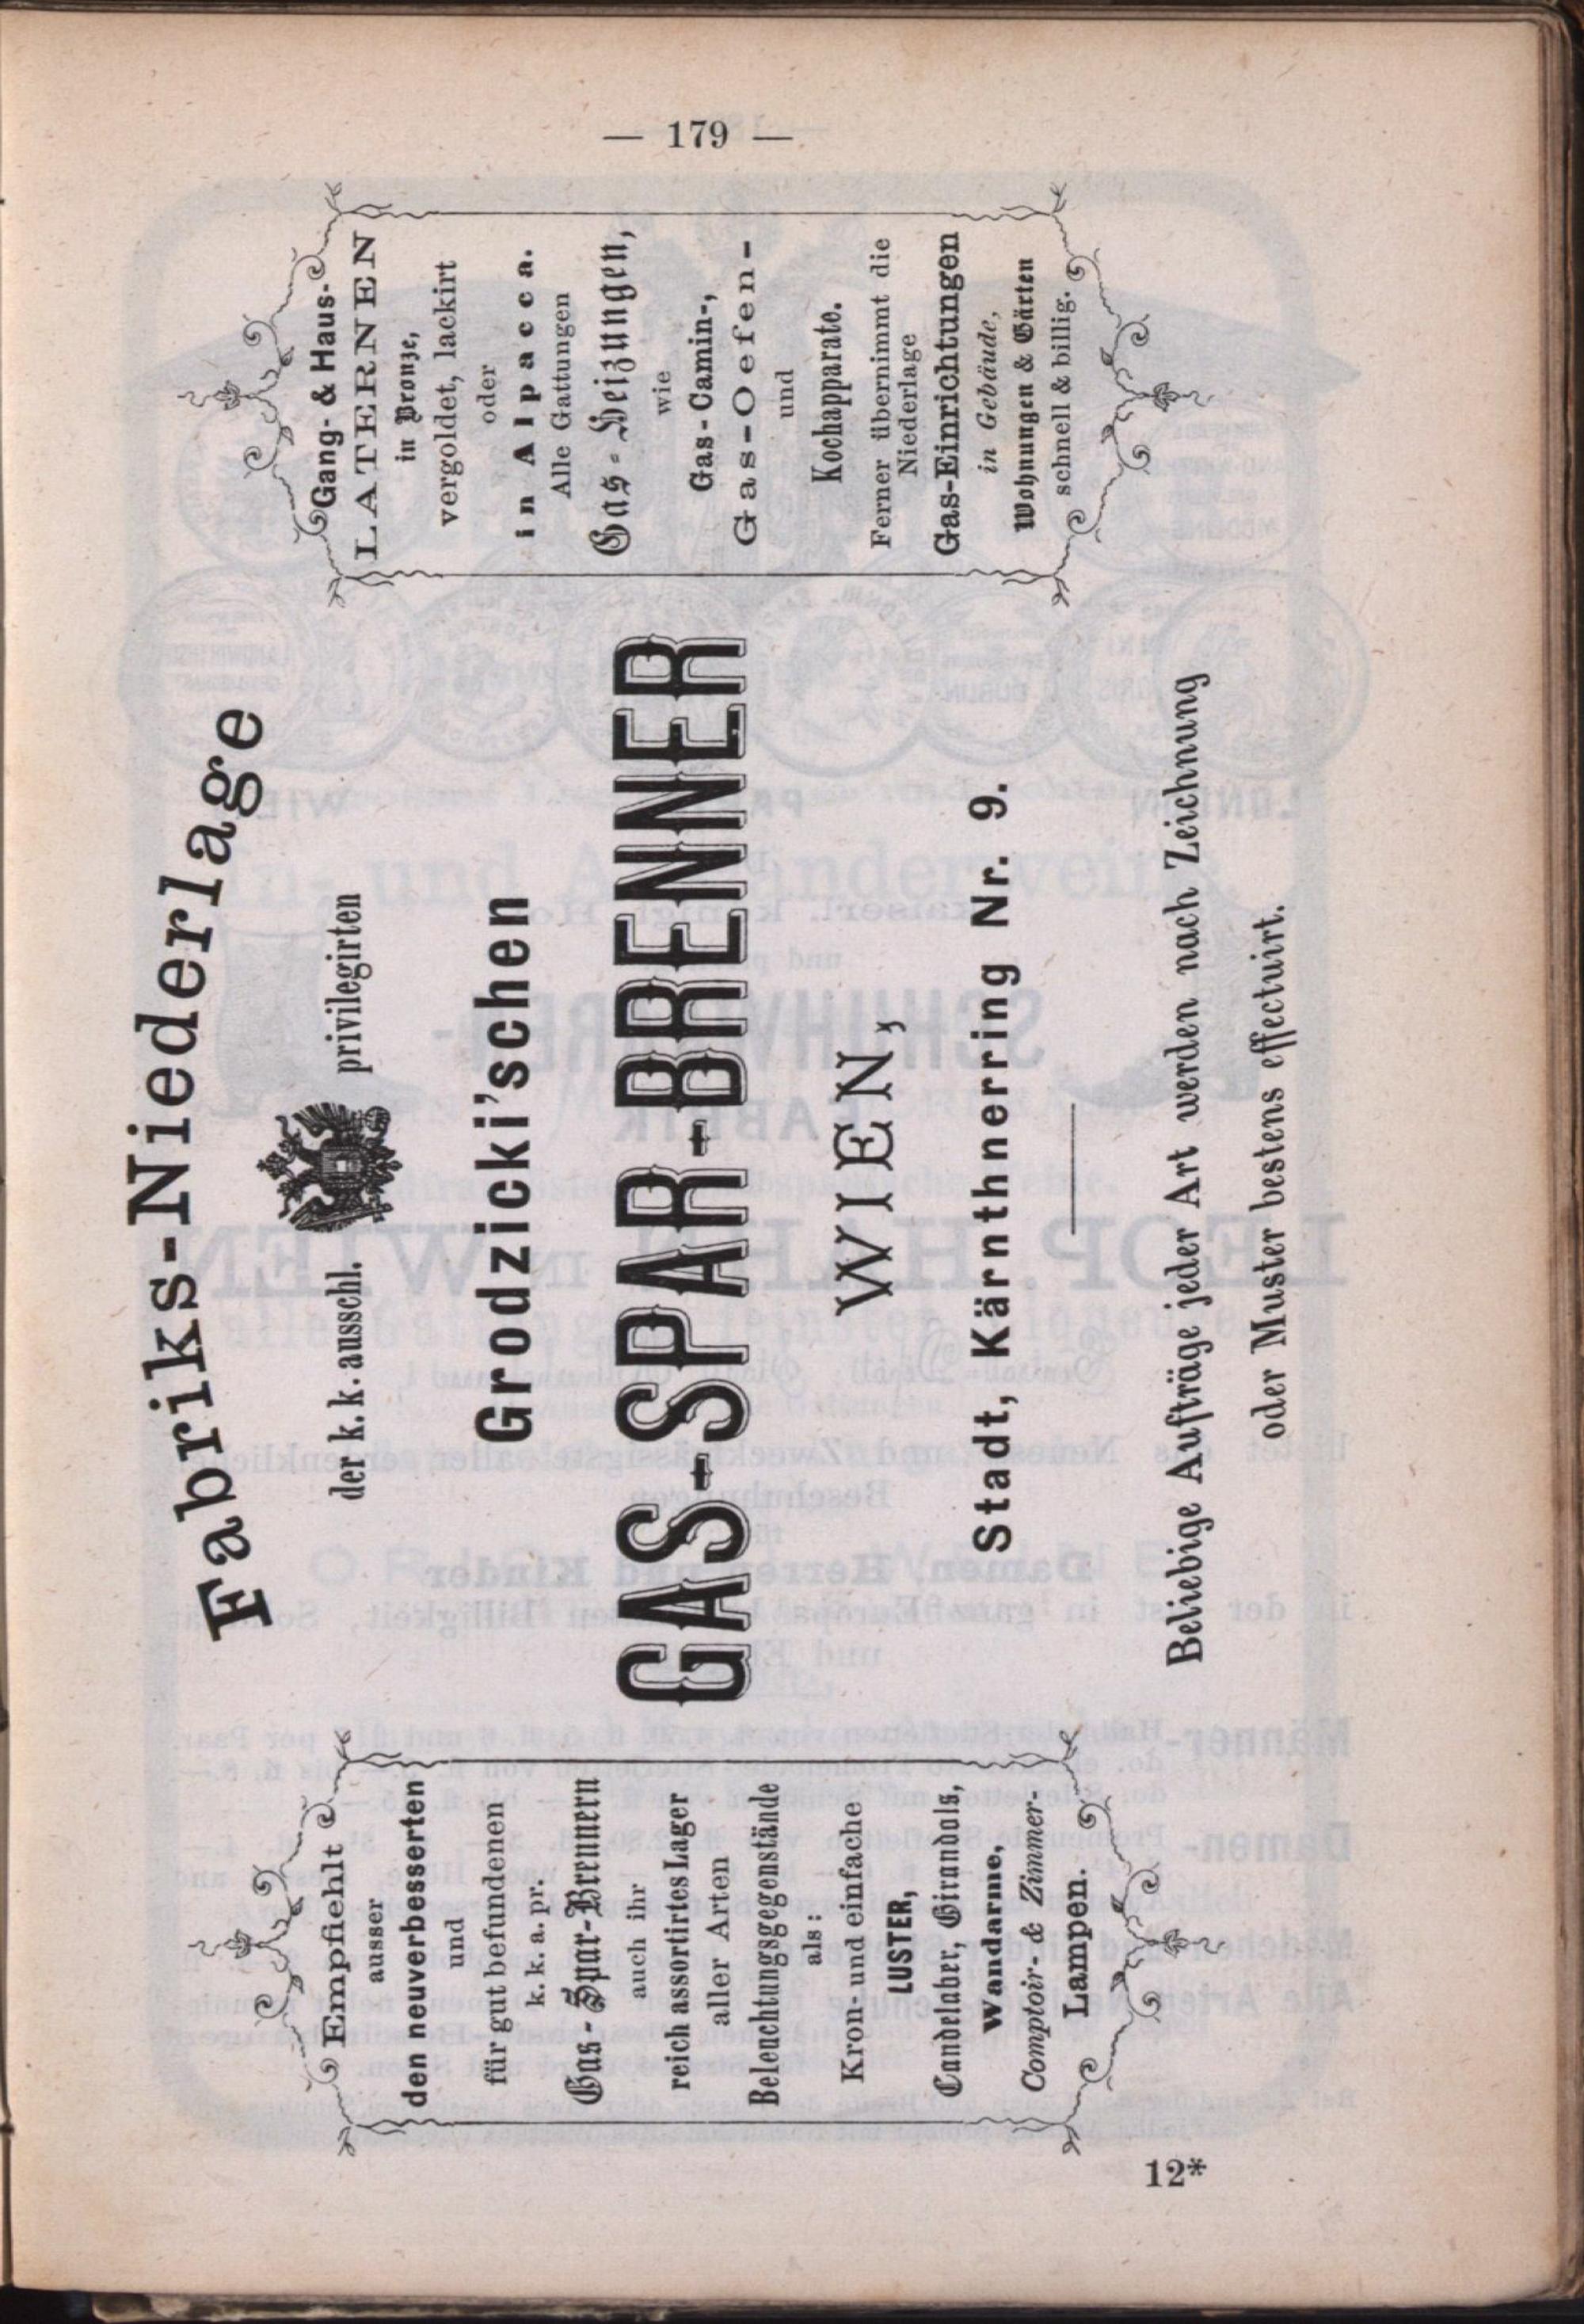 — 179 —
Fabriks-Niederlage
der k. k. ausschl. privilegirten
Grodzicki'schen
GAS-SPAR-BRENNER
WIEN,
Stadt, Kärnthnerring Nr. 9.
Beliebige Aufträge jeder Art werden nach Zeichnung
oder Muster bestens effectuirt.
Empfiehlt
ausser
den neuverbesserten
und
für gut befundenen
k. k. a. pr.
Gas-Spar-Brennern
auch ihr
reich assortirtes Lager
aller Arten
Beleuchtungsgegenstände
als:
Kron- und einfache
LUSTER,
Candelaber, Girandols,
Wandarme,
Comptoir- & Zimmer-
Lampen.
Gang- & Haus-
LATERNEN
in Bronze,
vergoldet, lackirt
oder
in Alpacca.
Alle Gattungen
Gas-Heizungen,
wie
Gas-Camin-,
Gas-Oefen-
und
Kochapparate.
Ferner übernimmt die
Niederlage
Gas-Einrichtungen
in Gebäude,
Wohnungen & Gärten
schnell & billig.
12*